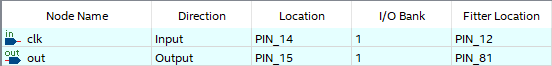 Node Name Direction Location I/O Bank Fitter Location
in clk Input PIN_14 1 PIN_12
out out Output PIN_15 1 PIN_81